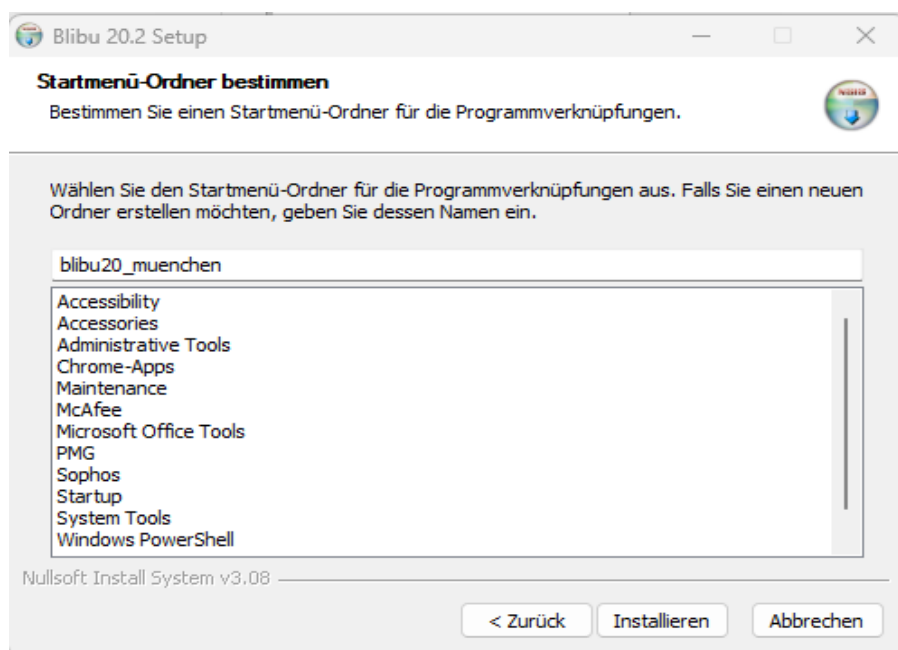 Blibu 20.2 Setup
Startmenü-Ordner bestimmen
Bestimmen Sie einen Startmenü-Ordner für die Programmverknüpfungen.
Wählen Sie den Startmenü-Ordner für die Programmverknüpfungen aus. Falls Sie einen neuen
Ordner erstellen möchten, geben Sie dessen Namen ein.
blibu20_muenchen
Accessibility
Accessories
Administrative Tools
Chrome-Apps
Maintenance
McAfee
Microsoft Office Tools
PMG
Sophos
Startup
System Tools
Windows PowerShell
Nullsoft Install System v3.08
< Zurück
Installieren
Abbrechen